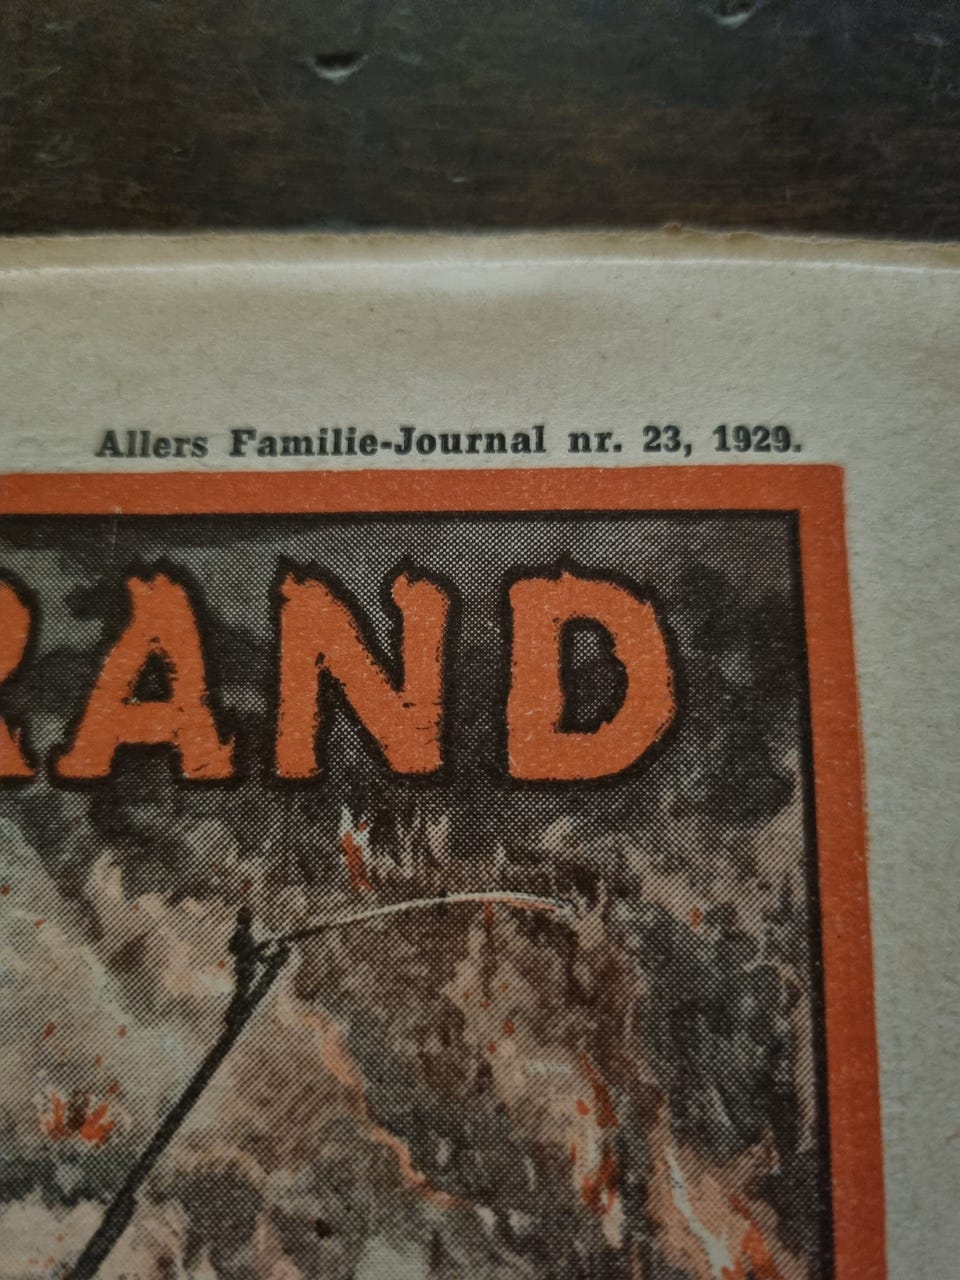 Allers Familie-Journal nr. 23, 1929.
RAND